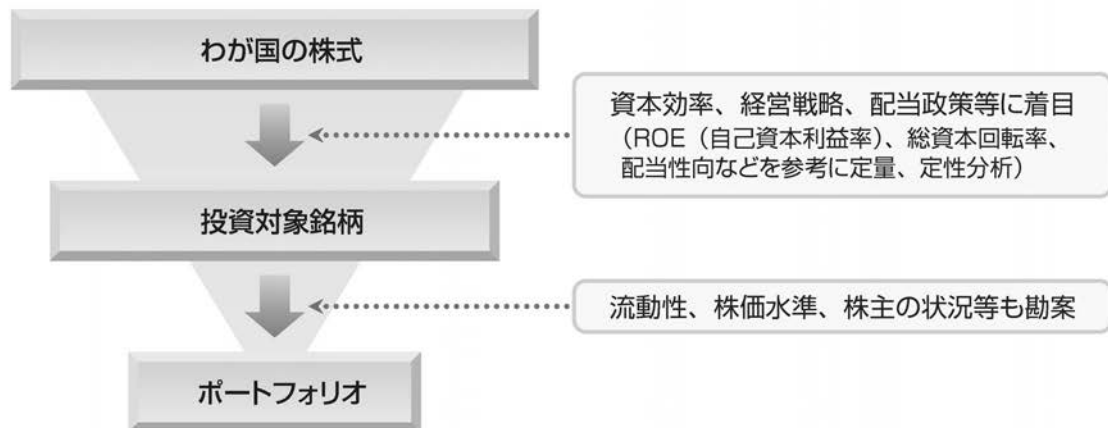 わが国の株式
資本効率、経営戦略、配当政策等に着目
(ROE(自己資本利益率)、総資本回転率、
配当性向などを参考に定量、定性分析)
投資対象銘柄
流動性、株価水準、株主の状況等も勘案
ポートフォリオ